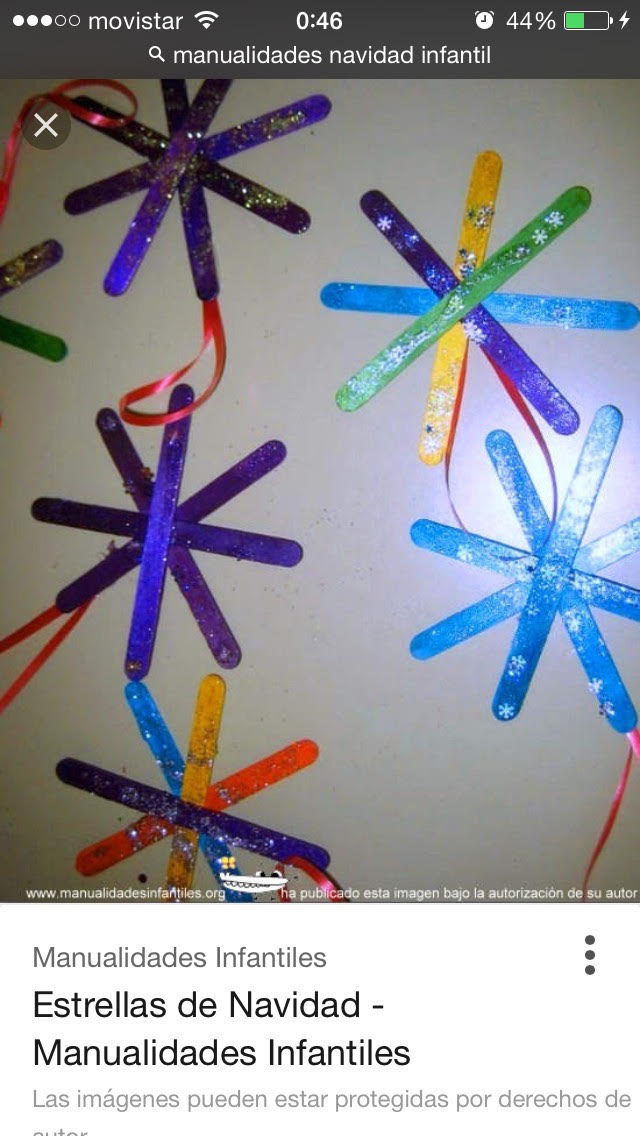 movistar 0:46 44%
manualidades navidad infantil
www.manualidadesinfantiles.org ha publicado esta imagen bajo la autorización de su autor
Manualidades Infantiles
Estrellas de Navidad -
Manualidades Infantiles
Las imágenes pueden estar protegidas por derechos de
autor